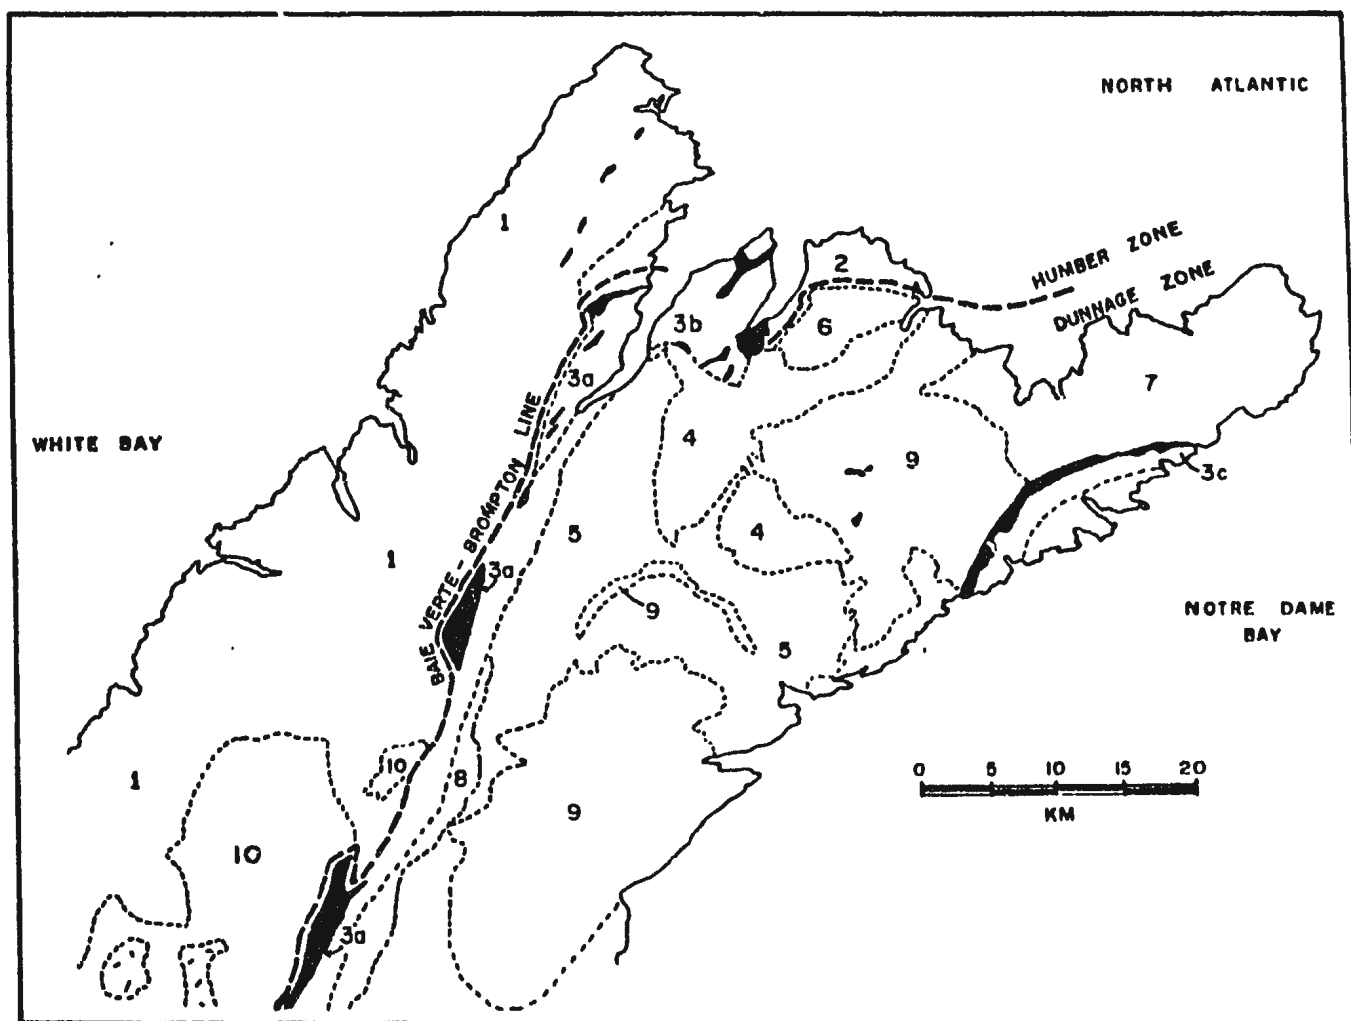 NORTH ATLANTIC
1
2
HUMBER ZONE
DUNNAGE ZONE
3b
6
3a
7
BAIE VERTE - BROMPTON LINE
WHITE BAY
4
9
3c
5
4
1
3a
9
NOTRE DAME
BAY
5
10
8
1
9
0 5 10 15 20
KM
10
3a